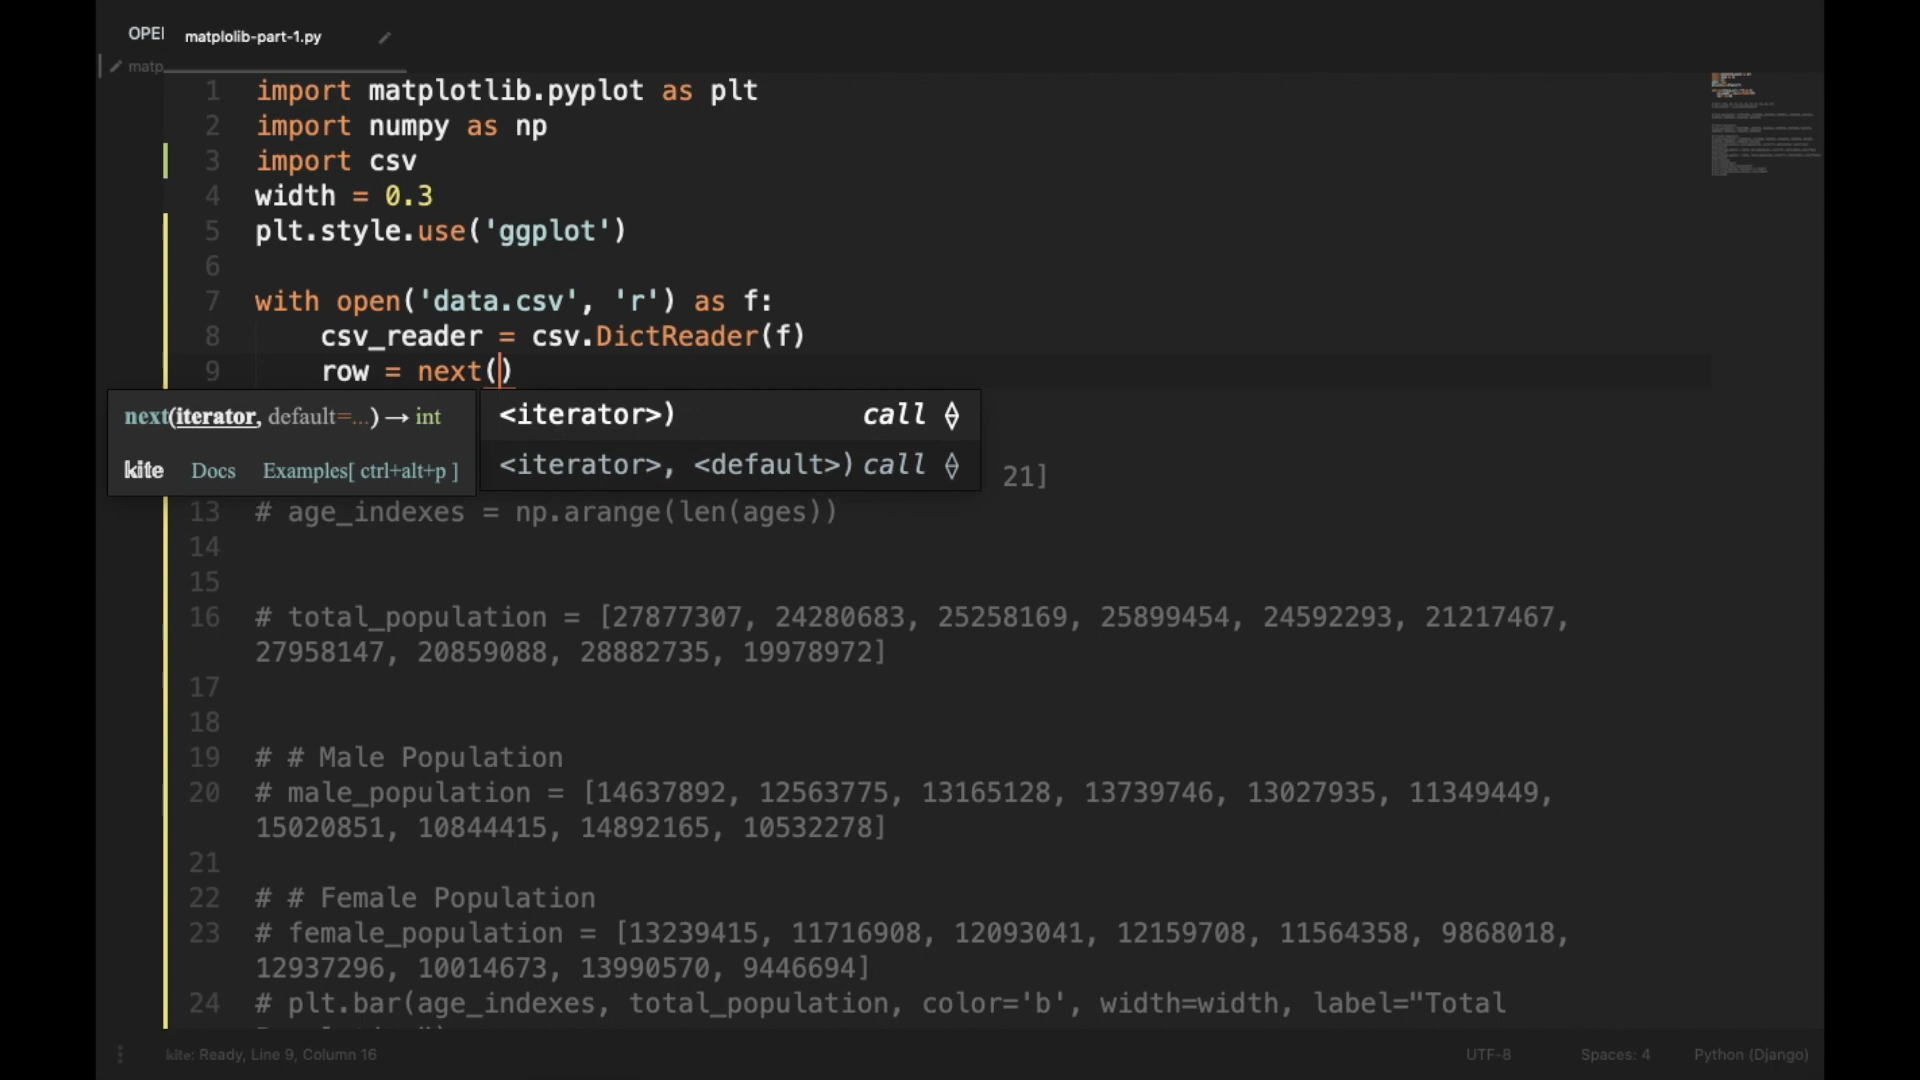 OPEI
matplolib-part-1.py
matp
1 import matplotlib.pyplot as plt
2 import numpy as np
3 import csv
4 width = 0.3
5 plt.style.use('ggplot')
6
7 with open('data.csv', 'r') as f:
8 csv_reader = csv.DictReader(f)
9 row = next()
next(iterator, default=...) → int
kite Docs Examples[ ctrl+alt+p ]
<iterator>) call
<iterator>, <default>) call
21]
13 # age_indexes = np.arange(len(ages))
14
15
16 # total_population = [27877307, 24280683, 25258169, 25899454, 24592293, 21217467,
27958147, 20859088, 28882735, 19978972]
17
18
19 # # Male Population
20 # male_population = [14637892, 12563775, 13165128, 13739746, 13027935, 11349449,
15020851, 10844415, 14892165, 10532278]
21
22 # # Female Population
23 # female_population = [13239415, 11716908, 12093041, 12159708, 11564358, 9868018,
12937296, 10014673, 13990570, 9446694]
24 # plt.bar(age_indexes, total_population, color='b', width=width, label="Total
kite: Ready, Line 9, Column 16
UTF-8
Spaces: 4
Python (Django)